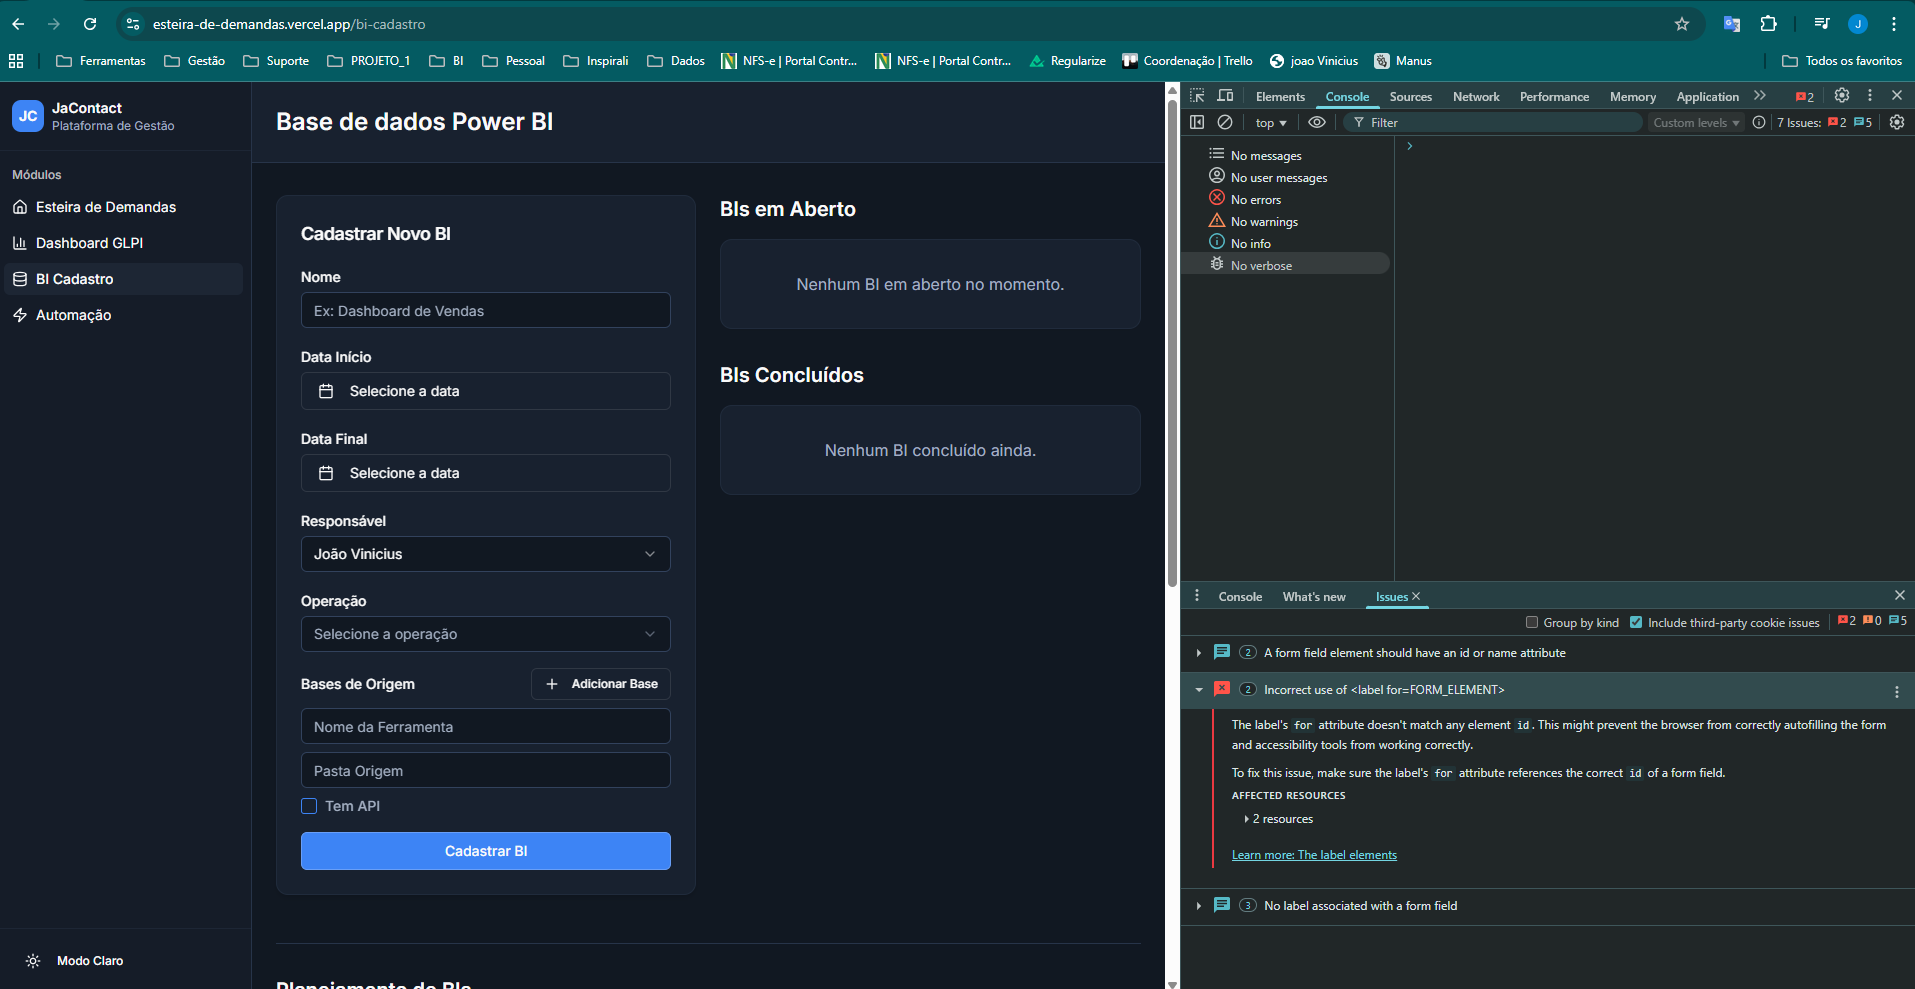 esteira-de-demandas.vercel.app/bi-cadastro
J
Ferramentas
Gestão
Suporte
PROJETO_1
BI
Pessoal
Inspirali
Dados
NFS-e | Portal Contr...
NFS-e | Portal Contr...
Regularize
Coordenação | Trello
joao Vinicius
Manus
Todos os favoritos
JC
JaContact
Plataforma de Gestão
Módulos
Esteira de Demandas
Dashboard GLPI
BI Cadastro
Automação
Modo Claro
Base de dados Power BI
Cadastrar Novo BI
Nome
Ex: Dashboard de Vendas
Data Início
Selecione a data
Data Final
Selecione a data
Responsável
João Vinicius
Operação
Selecione a operação
Bases de Origem
Adicionar Base
Nome da Ferramenta
Pasta Origem
Tem API
Cadastrar BI
BIs em Aberto
Nenhum BI em aberto no momento.
BIs Concluídos
Nenhum BI concluído ainda.
Planejamento de BIs
Elements
Console
Sources
Network
Performance
Memory
Application
2
top
Filter
Custom levels
7 Issues:
2
5
No messages
No user messages
No errors
No warnings
No info
No verbose
Console
What's new
Issues
Group by kind
Include third-party cookie issues
2
0
5
2
A form field element should have an id or name attribute
2
Incorrect use of <label for=FORM_ELEMENT>
The label's for attribute doesn't match any element id. This might prevent the browser from correctly autofilling the form
and accessibility tools from working correctly.
To fix this issue, make sure the label's for attribute references the correct id of a form field.
AFFECTED RESOURCES
2 resources
Learn more: The label elements
3
No label associated with a form field